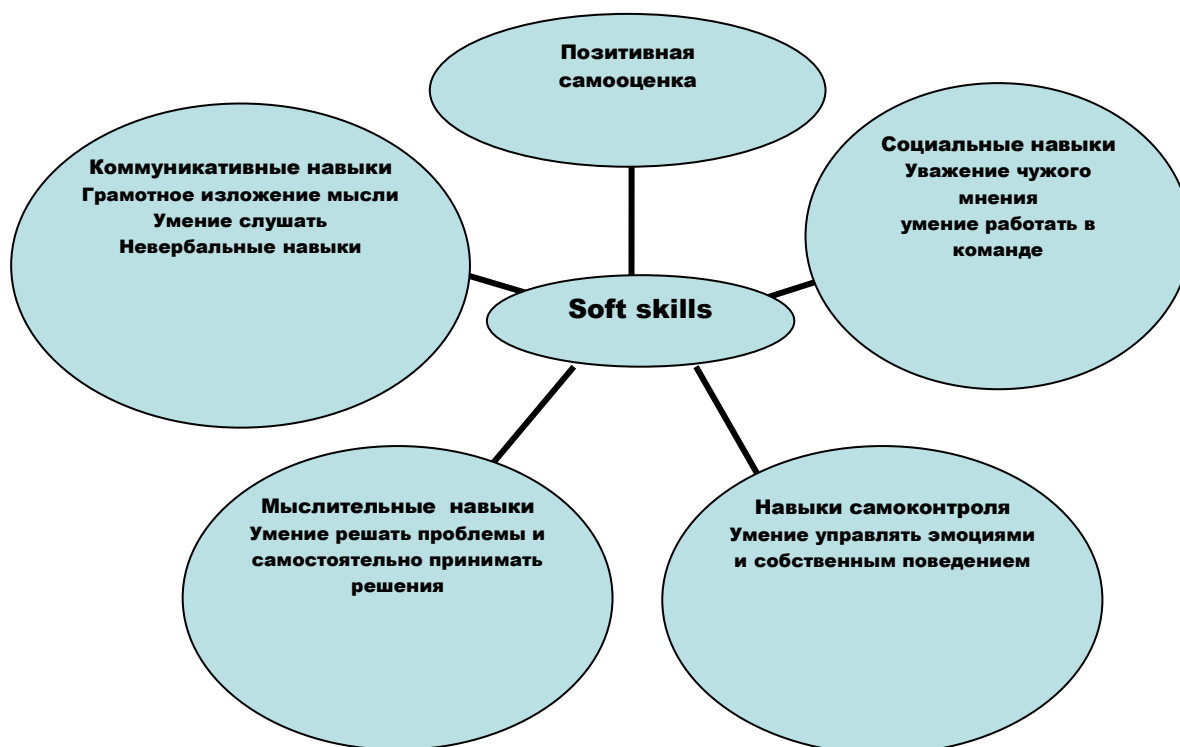 Позитивная
самооценка
Коммуникативные навыки
Грамотное изложение мысли
Умение слушать
Невербальные навыки
Социальные навыки
Уважение чужого
мнения
умение работать в
команде
Soft skills
Мыслительные  навыки
Умение решать проблемы и
самостоятельно принимать
решения
Навыки самоконтроля
Умение управлять эмоциями
и собственным поведением